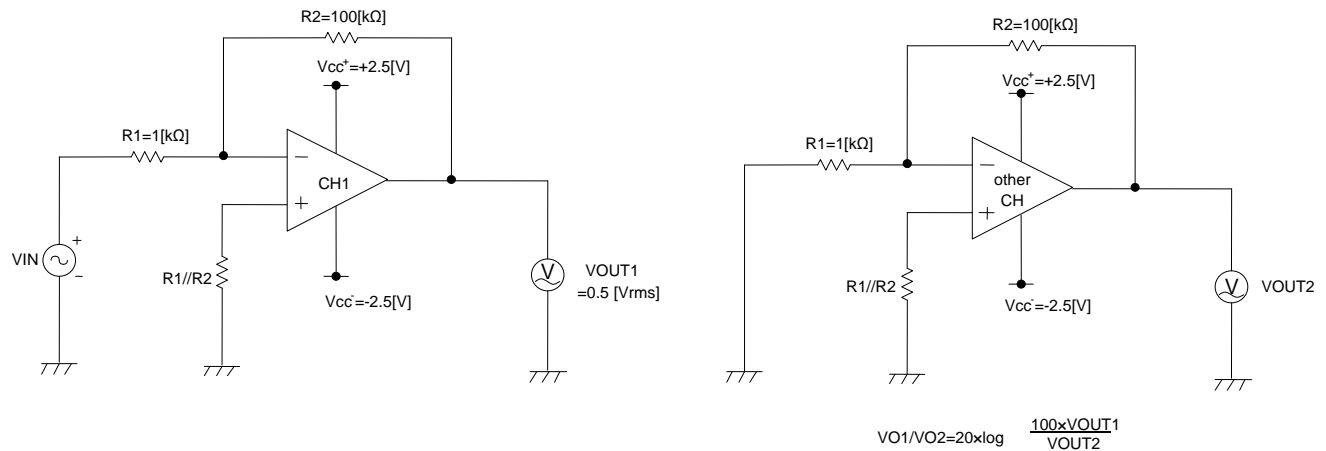 R2=100[kΩ]
Vcc+=+2.5[V]
R1=1[kΩ]
−
CH1
+
VIN
+
−
R1//R2
V
VOUT1
=0.5 [Vrms]
Vcc-=-2.5[V]
R2=100[kΩ]
Vcc+=+2.5[V]
R1=1[kΩ]
−
other
CH
+
R1//R2
V
VOUT2
Vcc-=-2.5[V]
VO1/VO2=20×log 100×VOUT1
VOUT2